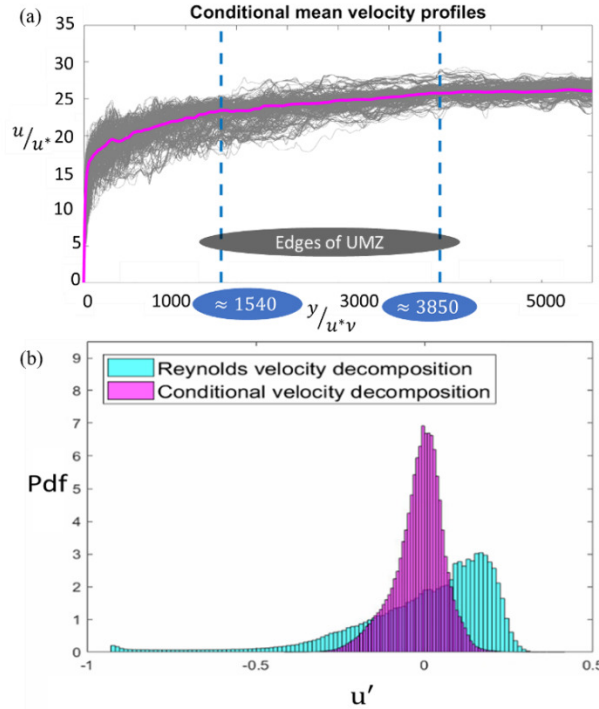 (a)
Conditional mean velocity profiles
35
30
25
20
15
10
5
0
u/u*
Edges of UMZ
0
1000
3000
5000
≈ 1540
y/u*ν
≈ 3850
(b)
9
8
7
6
5
4
3
2
1
0
Reynolds velocity decomposition
Conditional velocity decomposition
Pdf
-1
-0.5
0
0.5
u′